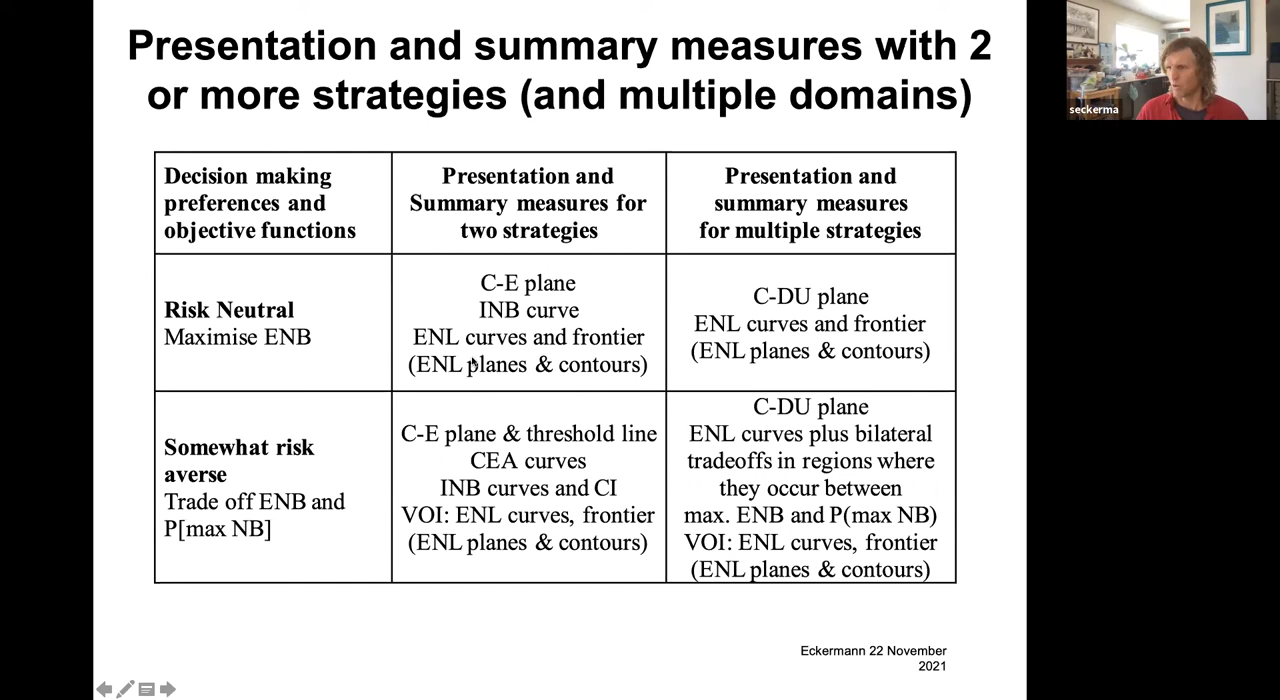 Presentation and summary measures with 2
or more strategies (and multiple domains)
Decision making
preferences and
objective functions
Presentation and
Summary measures for
two strategies
Presentation and
summary measures
for multiple strategies
Risk Neutral
Maximise ENB
C-E plane
INB curve
ENL curves and frontier
(ENL planes & contours)
C-DU plane
ENL curves and frontier
(ENL planes & contours)
Somewhat risk
averse
Trade off ENB and
P[max NB]
C-E plane & threshold line
CEA curves
INB curves and CI
VOI: ENL curves, frontier
(ENL planes & contours)
C-DU plane
ENL curves plus bilateral
tradeoffs in regions where
they occur between
max. ENB and P(max NB)
VOI: ENL curves, frontier
(ENL planes & contours)
Eckermann 22 November
2021
seckerma